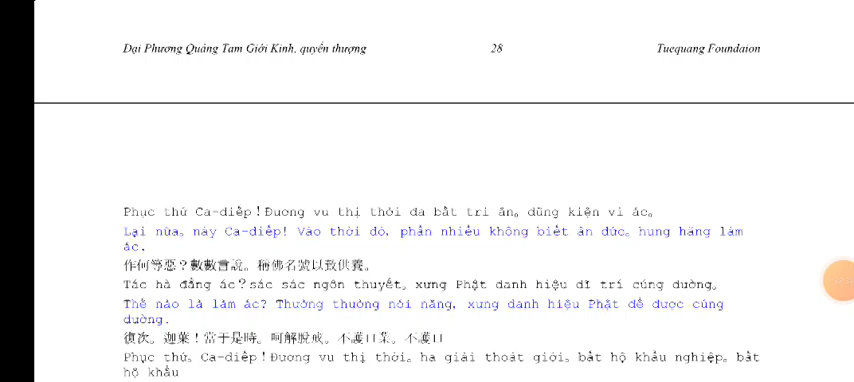 Đại Phương Quảng Tam Giới Kinh, quyển thượng 28 Tuequang Foundaion
Phục thứ Ca-diếp！Đương vu thị thời đa bất tri ân。dũng kiện vi ác。
Lại nữa。này Ca-diếp! Vào thời đó, phần nhiều không biết ân đức。hung hăng làm
ác.
作何等惡？數數言說。稱佛名號以致供養。
Tác hà đẳng ác？sác sác ngôn thuyết。xưng Phật danh hiệu dĩ trí cúng dường。
Thế nào là làm ác? Thường thường nói năng, xưng danh hiệu Phật để được cúng
dường.
復次。迦葉！當于是時。呵解脫戒。不護口業。不護口
Phục thứ。Ca-diếp！Đương vu thị thời。ha giải thoát giới。bất hộ khẩu nghiệp。bất
hộ khẩu